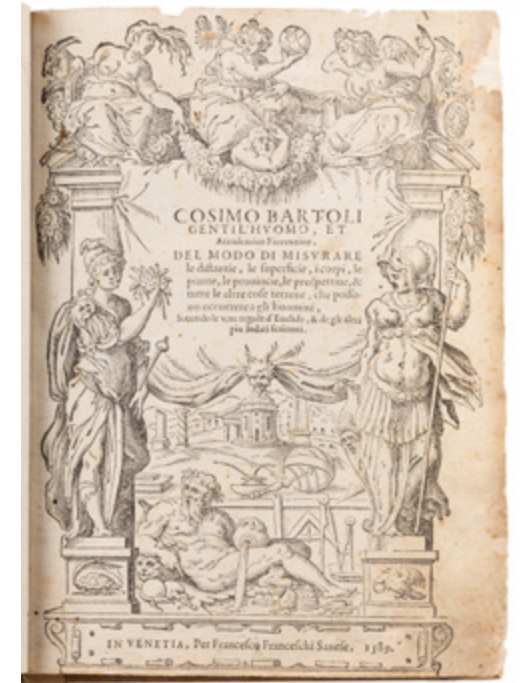 COSIMO BARTOLI
GENTIL'HVOMO, ET
Accademico Fiorentino,
DEL MODO DI MISVRARE
le distantie, le superficie, i corpi, le
piante, le prouincie, le prospettiue, &
tutte le altre cose terrene, che posso-
no occorrere a gli huomini,
Secondo le vere regole d'Euclide, & de gli altri
piu lodati scrittori.
IN VENETIA, Per Francesco Franceschi Sanese. 1589.